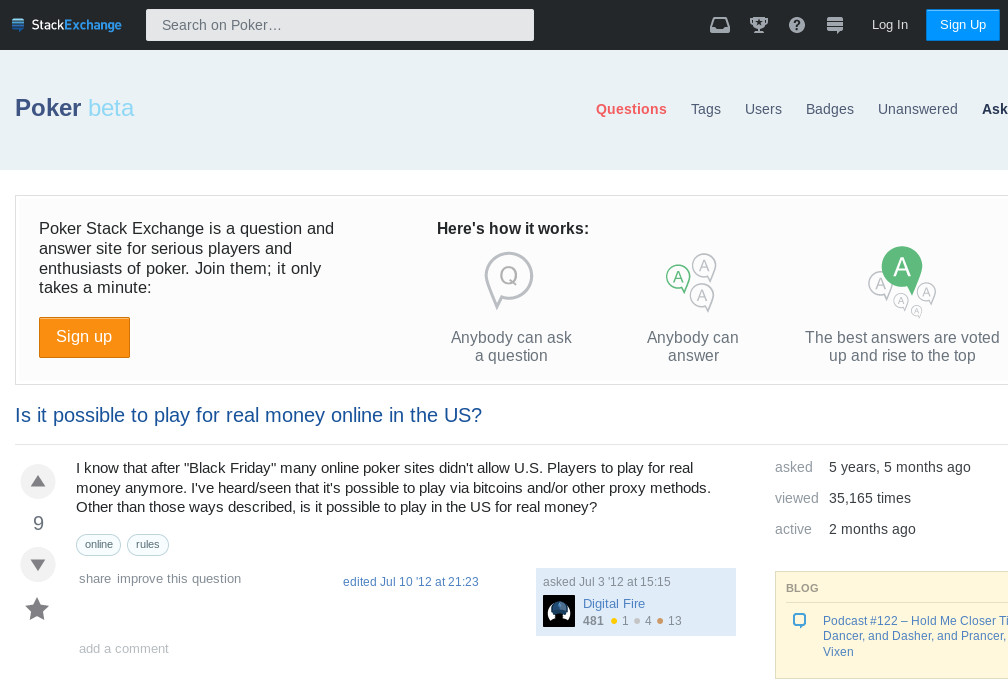 StackExchange
Search on Poker…
Log In
Sign Up
Poker beta
Questions
Tags
Users
Badges
Unanswered
Ask
Poker Stack Exchange is a question and
answer site for serious players and
enthusiasts of poker. Join them; it only
takes a minute:
Sign up
Here's how it works:
Q
Anybody can ask
a question
A
A
A
Anybody can
answer
A
A
A
A
A
The best answers are voted
up and rise to the top
Is it possible to play for real money online in the US?
9
I know that after "Black Friday" many online poker sites didn't allow U.S. Players to play for real
money anymore. I've heard/seen that it's possible to play via bitcoins and/or other proxy methods.
Other than those ways described, is it possible to play in the US for real money?
online
rules
share improve this question
edited Jul 10 '12 at 21:23
asked Jul 3 '12 at 15:15
Digital Fire
481 ●1 ●4 ●13
add a comment
asked 5 years, 5 months ago
viewed 35,165 times
active 2 months ago
BLOG
Podcast #122 – Hold Me Closer Ti
Dancer, and Dasher, and Prancer,
Vixen